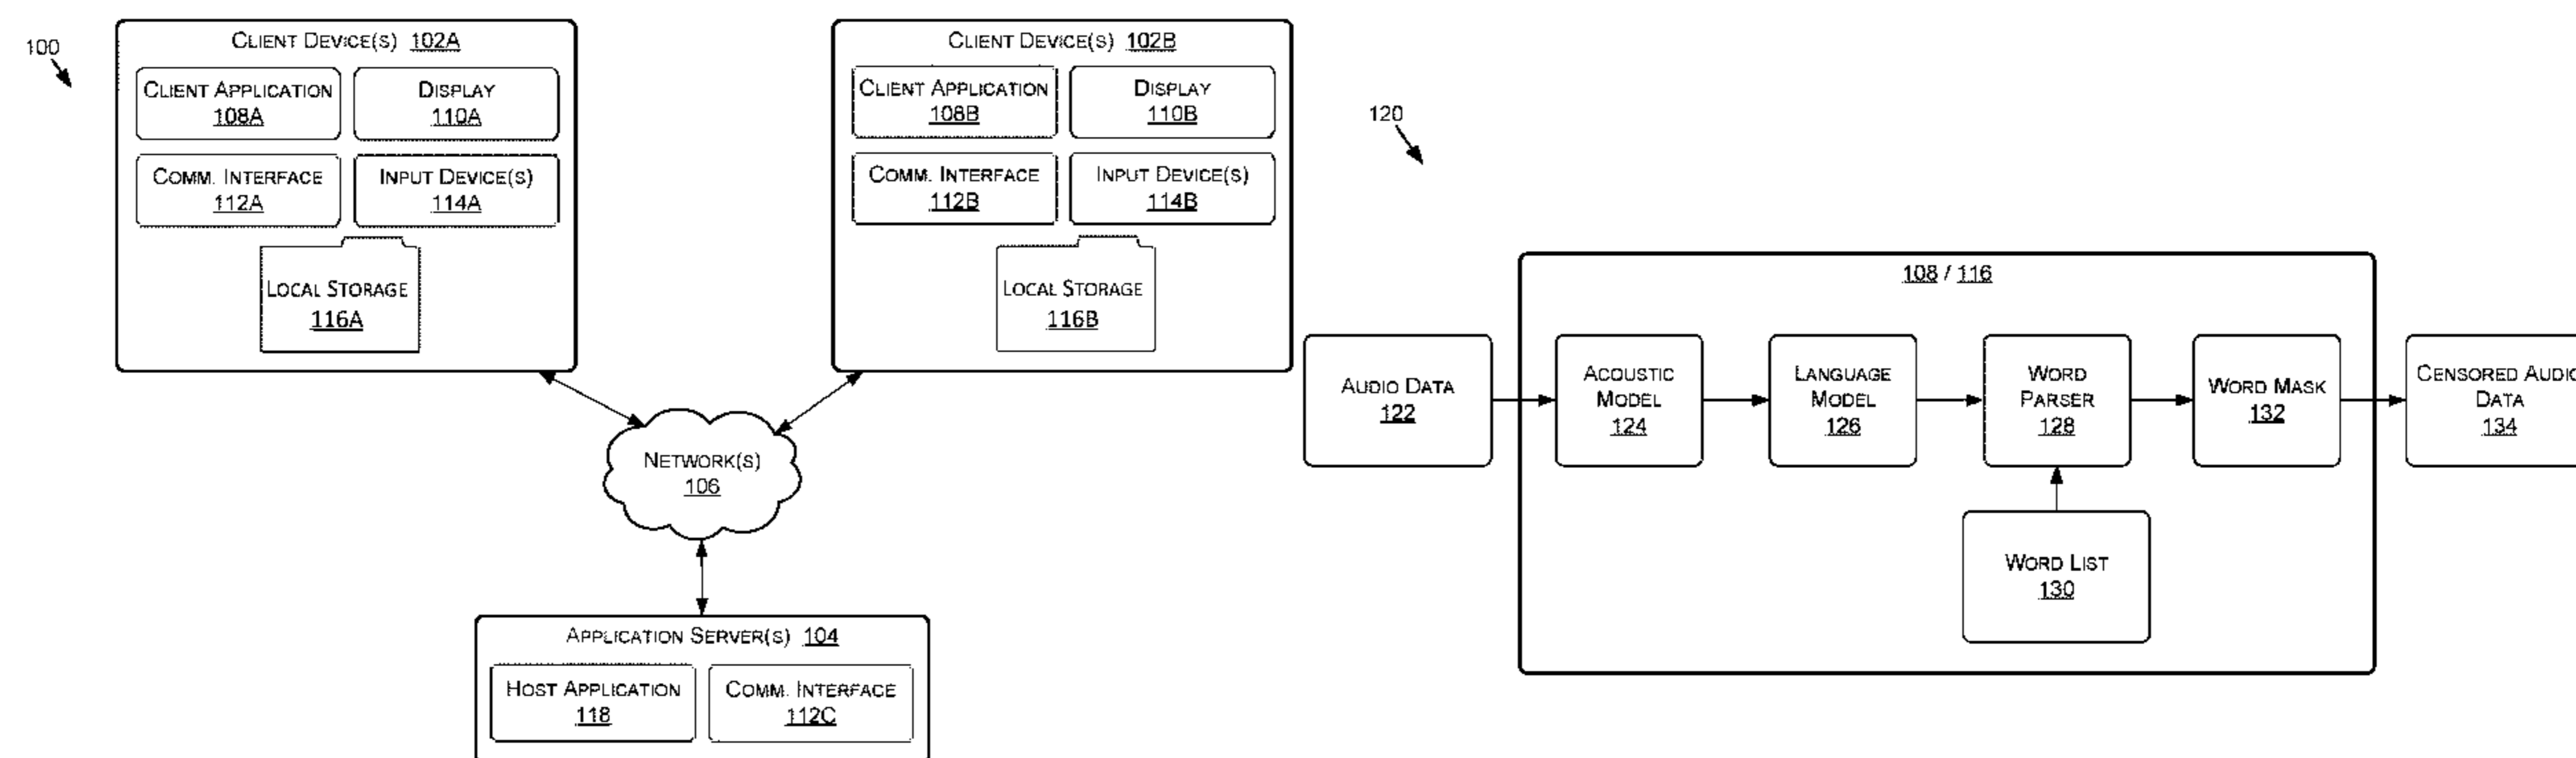 100
CLIENT DEVICE(S) 102A
CLIENT APPLICATION
108A
DISPLAY
110A
COMM. INTERFACE
112A
INPUT DEVICE(S)
114A
LOCAL STORAGE
116A
CLIENT DEVICE(S) 102B
CLIENT APPLICATION
108B
DISPLAY
110B
COMM. INTERFACE
112B
INPUT DEVICE(S)
114B
LOCAL STORAGE
116B
NETWORK(S)
106
APPLICATION SERVER(S) 104
HOST APPLICATION
118
COMM. INTERFACE
112C
120
108 / 116
AUDIO DATA
122
ACOUSTIC
MODEL
124
LANGUAGE
MODEL
126
WORD
PARSER
128
WORD MASK
132
CENSORED AUDIO
DATA
134
WORD LIST
130